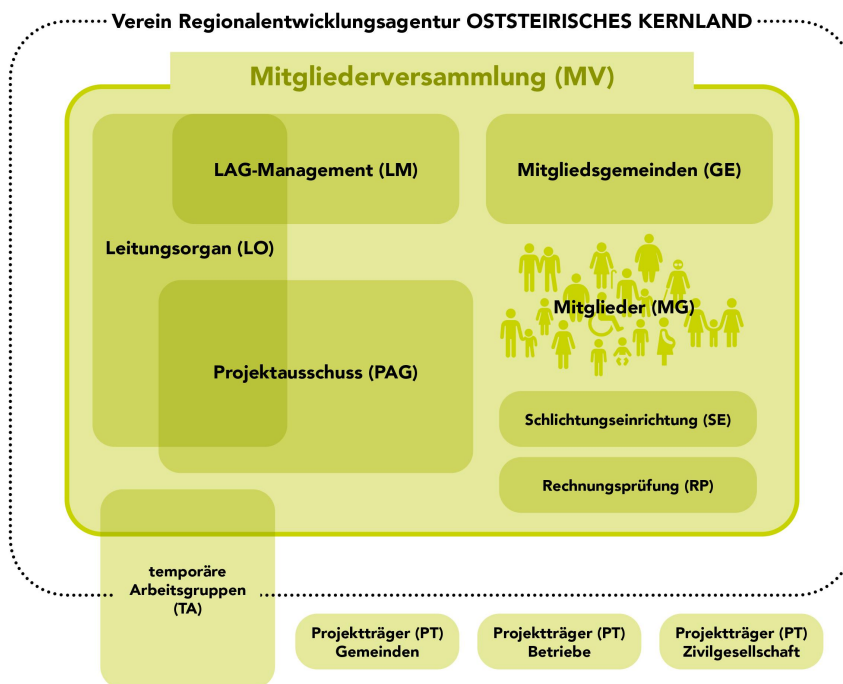 Verein Regionalentwicklungsagentur OSTSTEIRISCHES KERNLAND
Mitgliederversammlung (MV)
LAG-Management (LM)
Mitgliedsgemeinden (GE)
Leitungsorgan (LO)
Mitglieder (MG)
Projektausschuss (PAG)
Schlichtungseinrichtung (SE)
Rechnungsprüfung (RP)
temporäre
Arbeitsgruppen
(TA)
Projektträger (PT)
Gemeinden
Projektträger (PT)
Betriebe
Projektträger (PT)
Zivilgesellschaft